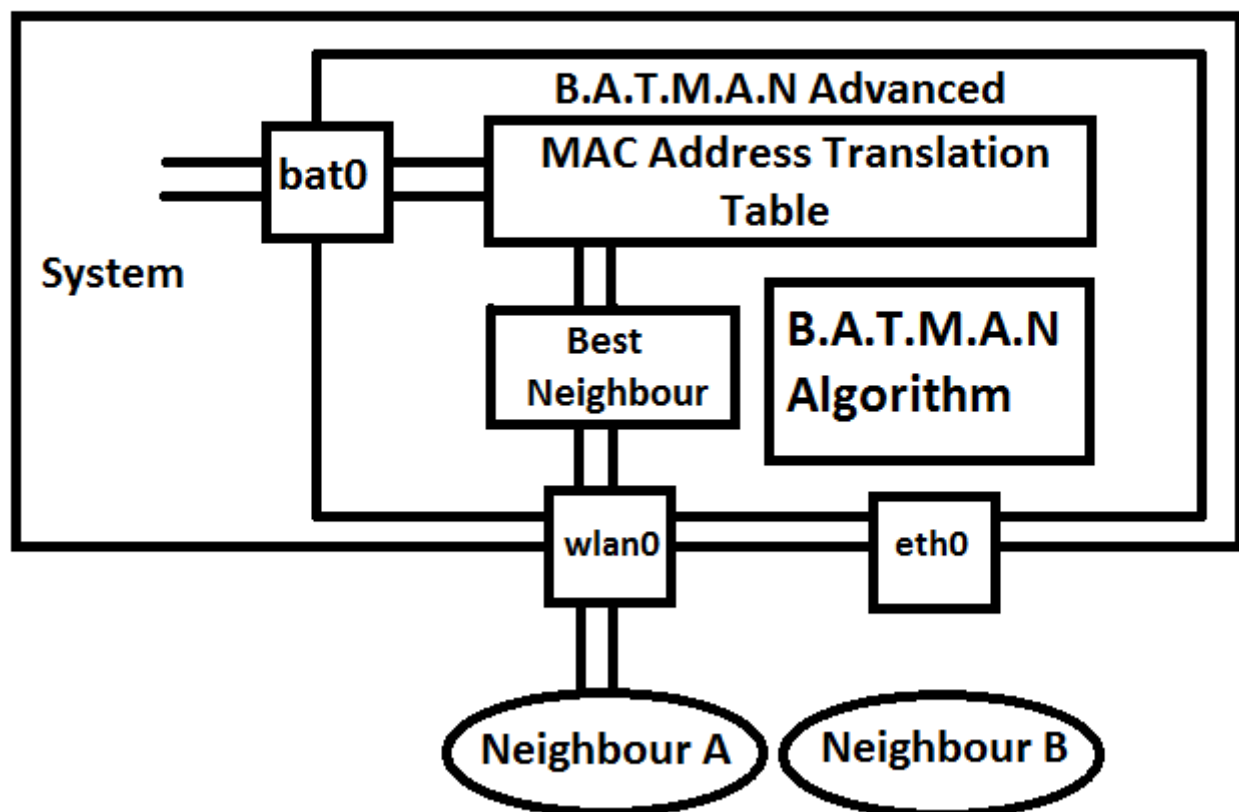 B.A.T.M.A.N Advanced
bat0
MAC Address Translation
Table
System
Best
Neighbour
B.A.T.M.A.N
Algorithm
wlan0
eth0
Neighbour A
Neighbour B